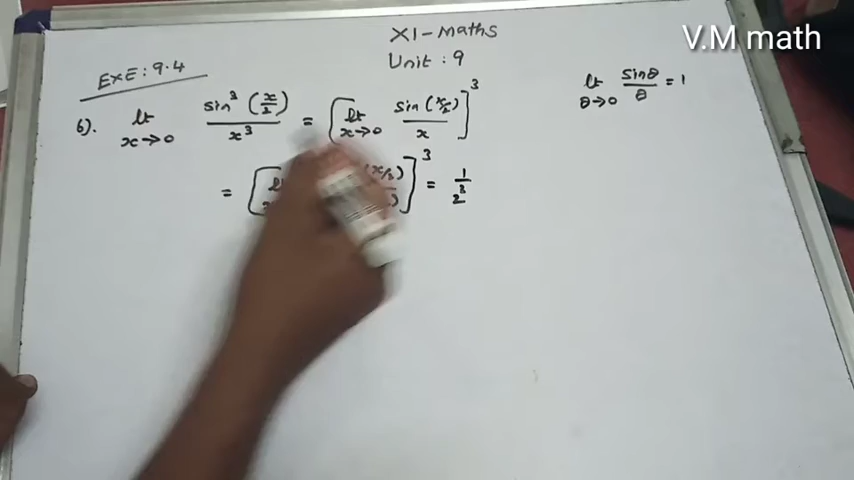 V.M math
XI-Maths
Unit : 9
EXE: 9.4
lt θ→0 sinθ/θ = 1
6). lt x→0 sin³(x/2)/x³ = [lt x→0 sin(x/2)/x]³
= [ ]³ = 1/2³